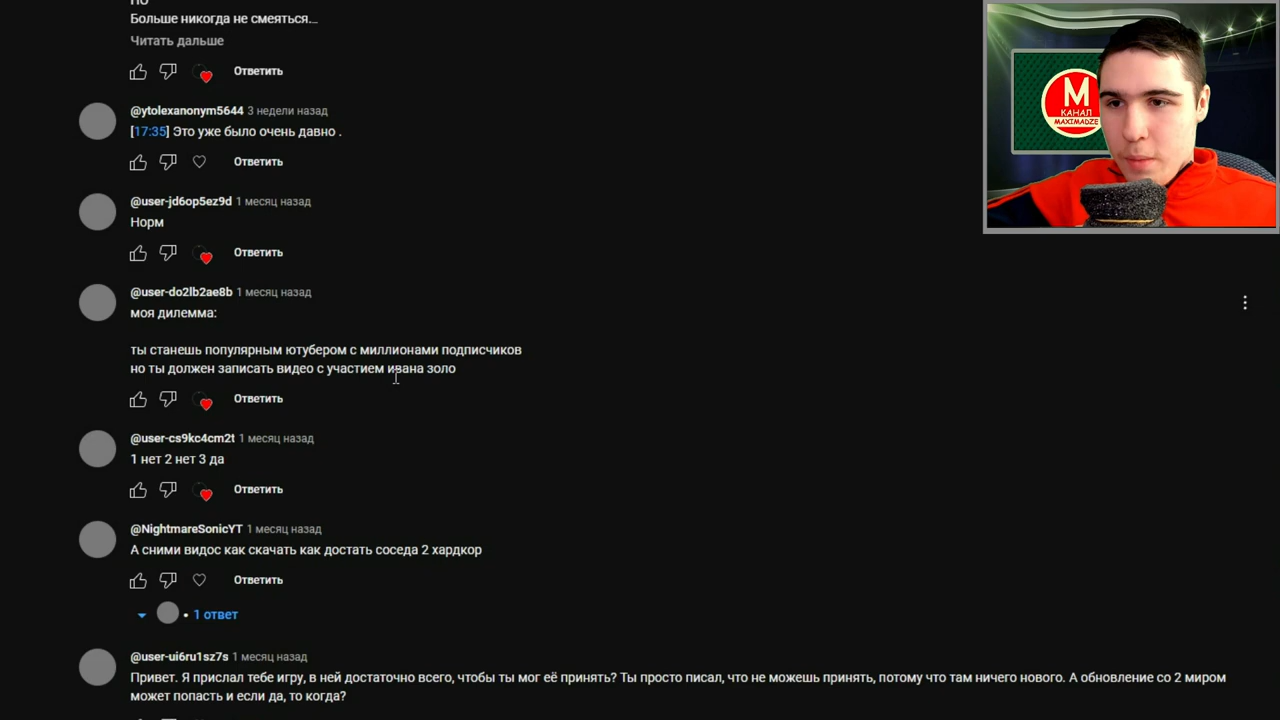 Больше никогда не смеяться...
Читать дальше
Ответить
@ytolexanonym5644 3 недели назад
[17:35] Это уже было очень давно .
Ответить
@user-jd6op5ez9d 1 месяц назад
Норм
Ответить
@user-do2lb2ae8b 1 месяц назад
моя дилемма:
ты станешь популярным ютубером с миллионами подписчиков
но ты должен записать видео с участием ивана золо
Ответить
@user-cs9kc4cm2t 1 месяц назад
1 нет 2 нет 3 да
Ответить
@NightmareSonicYT 1 месяц назад
А сними видос как скачать как достать соседа 2 хардкор
Ответить
1 ответ
@user-ui6ru1sz7s 1 месяц назад
Привет. Я прислал тебе игру, в ней достаточно всего, чтобы ты мог её принять? Ты просто писал, что не можешь принять, потому что там ничего нового. А обновление со 2 миром
может попасть и если да, то когда?
М
КАНАЛ
MAXIMADZE